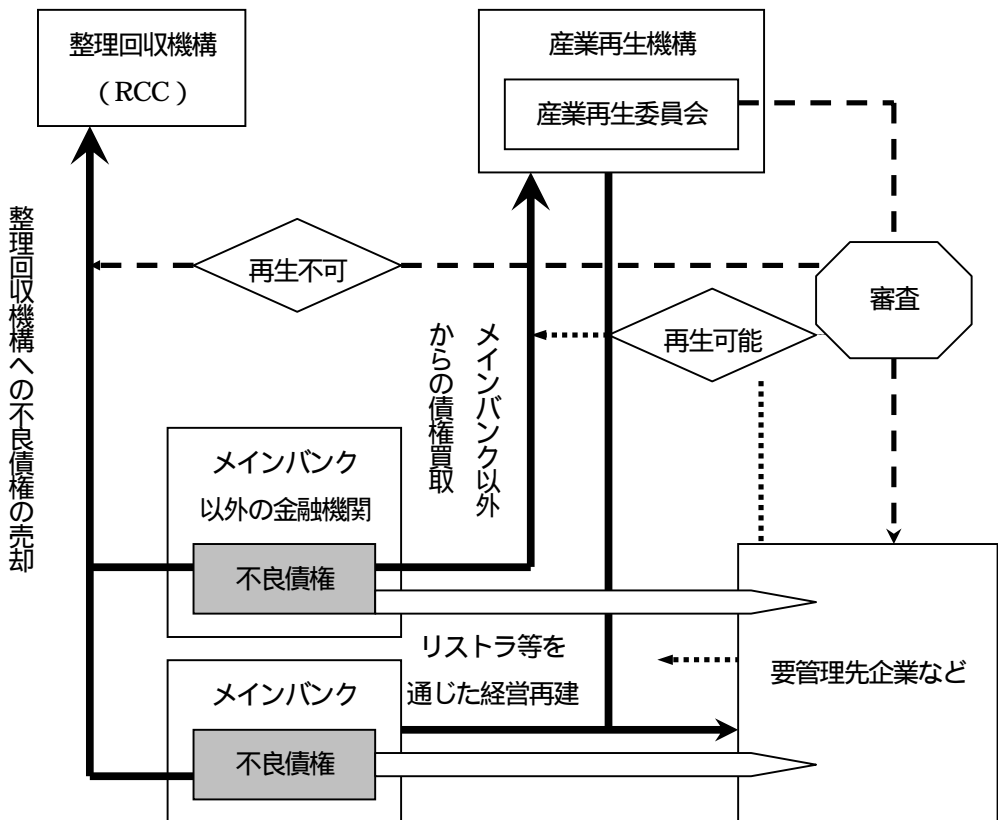 整理回収機構
（RCC）
産業再生機構
産業再生委員会
整理回収機構への不良債権の売却
再生不可
審査
再生可能
メインバンク以外
からの債権買取
メインバンク
以外の金融機関
不良債権
リストラ等を
通じた経営再建
要管理先企業など
メインバンク
不良債権